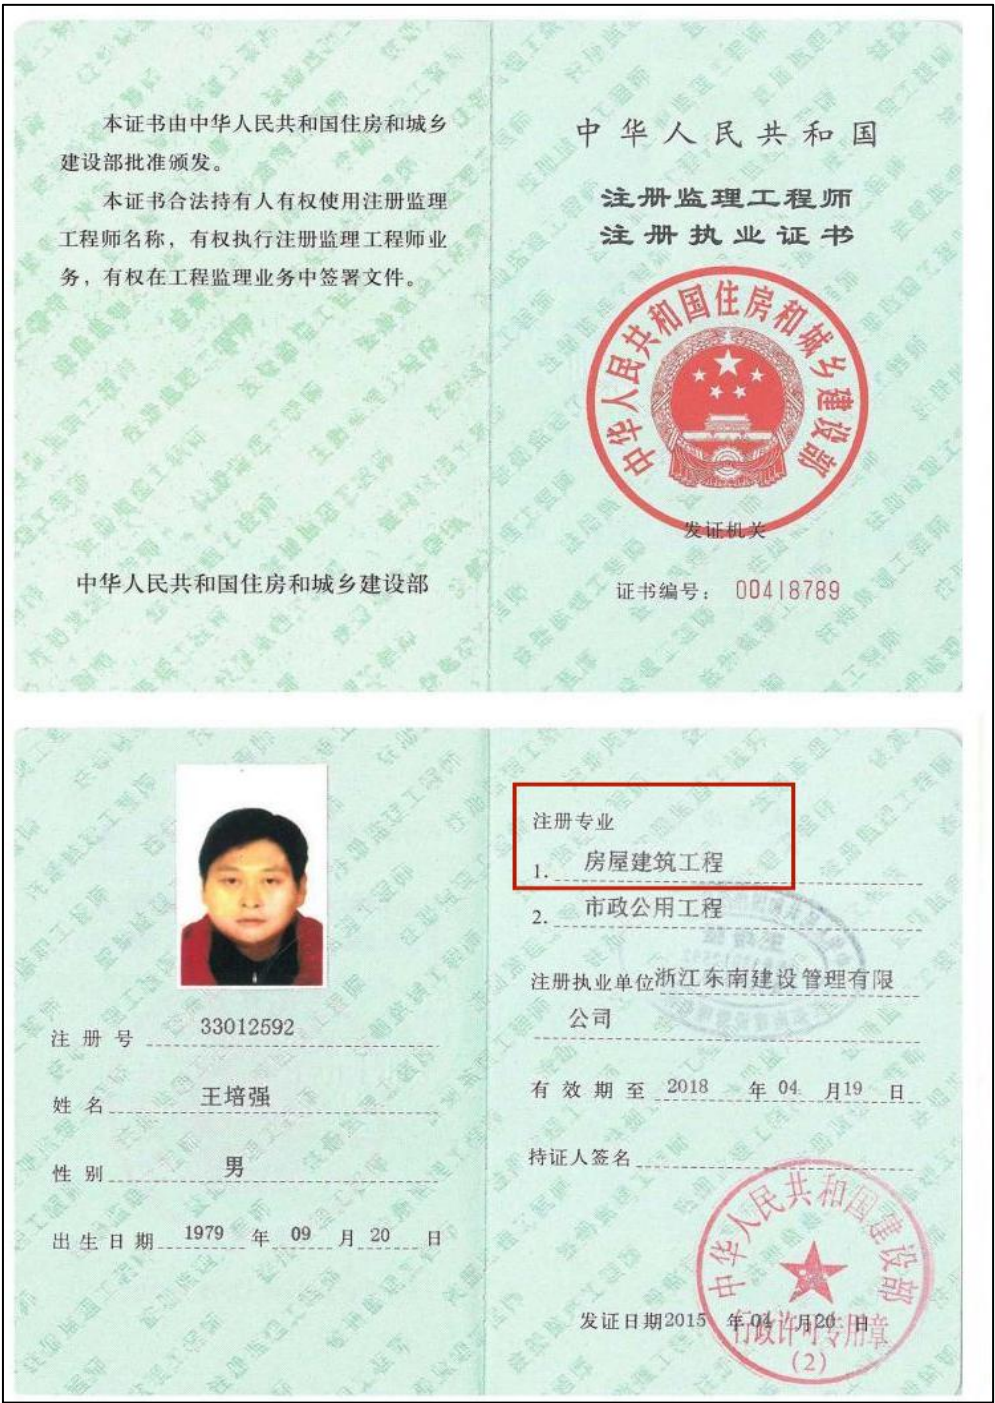 本证书由中华人民共和国住房和城乡
建设部批准颁发。
本证书合法持有人有权使用注册监理
工程师名称，有权执行注册监理工程师业
务，有权在工程监理业务中签署文件。
中华人民共和国住房和城乡建设部
中华人民共和国
注册监理工程师
注册执业证书
中华人民共和国住房和城乡建设部
发证机关
证书编号： 00418789
注册号 33012592
姓名 王培强
性别 男
出生日期 1979 年 09 月 20 日
注册专业
1. 房屋建筑工程
2. 市政公用工程
注册执业单位 浙江东南建设管理有限
公司
有效期至 2018 年 04 月 19 日
持证人签名
中华人民共和国建设部
发证日期 2015 年 04 月 20 日
行政许可专用章
(2)